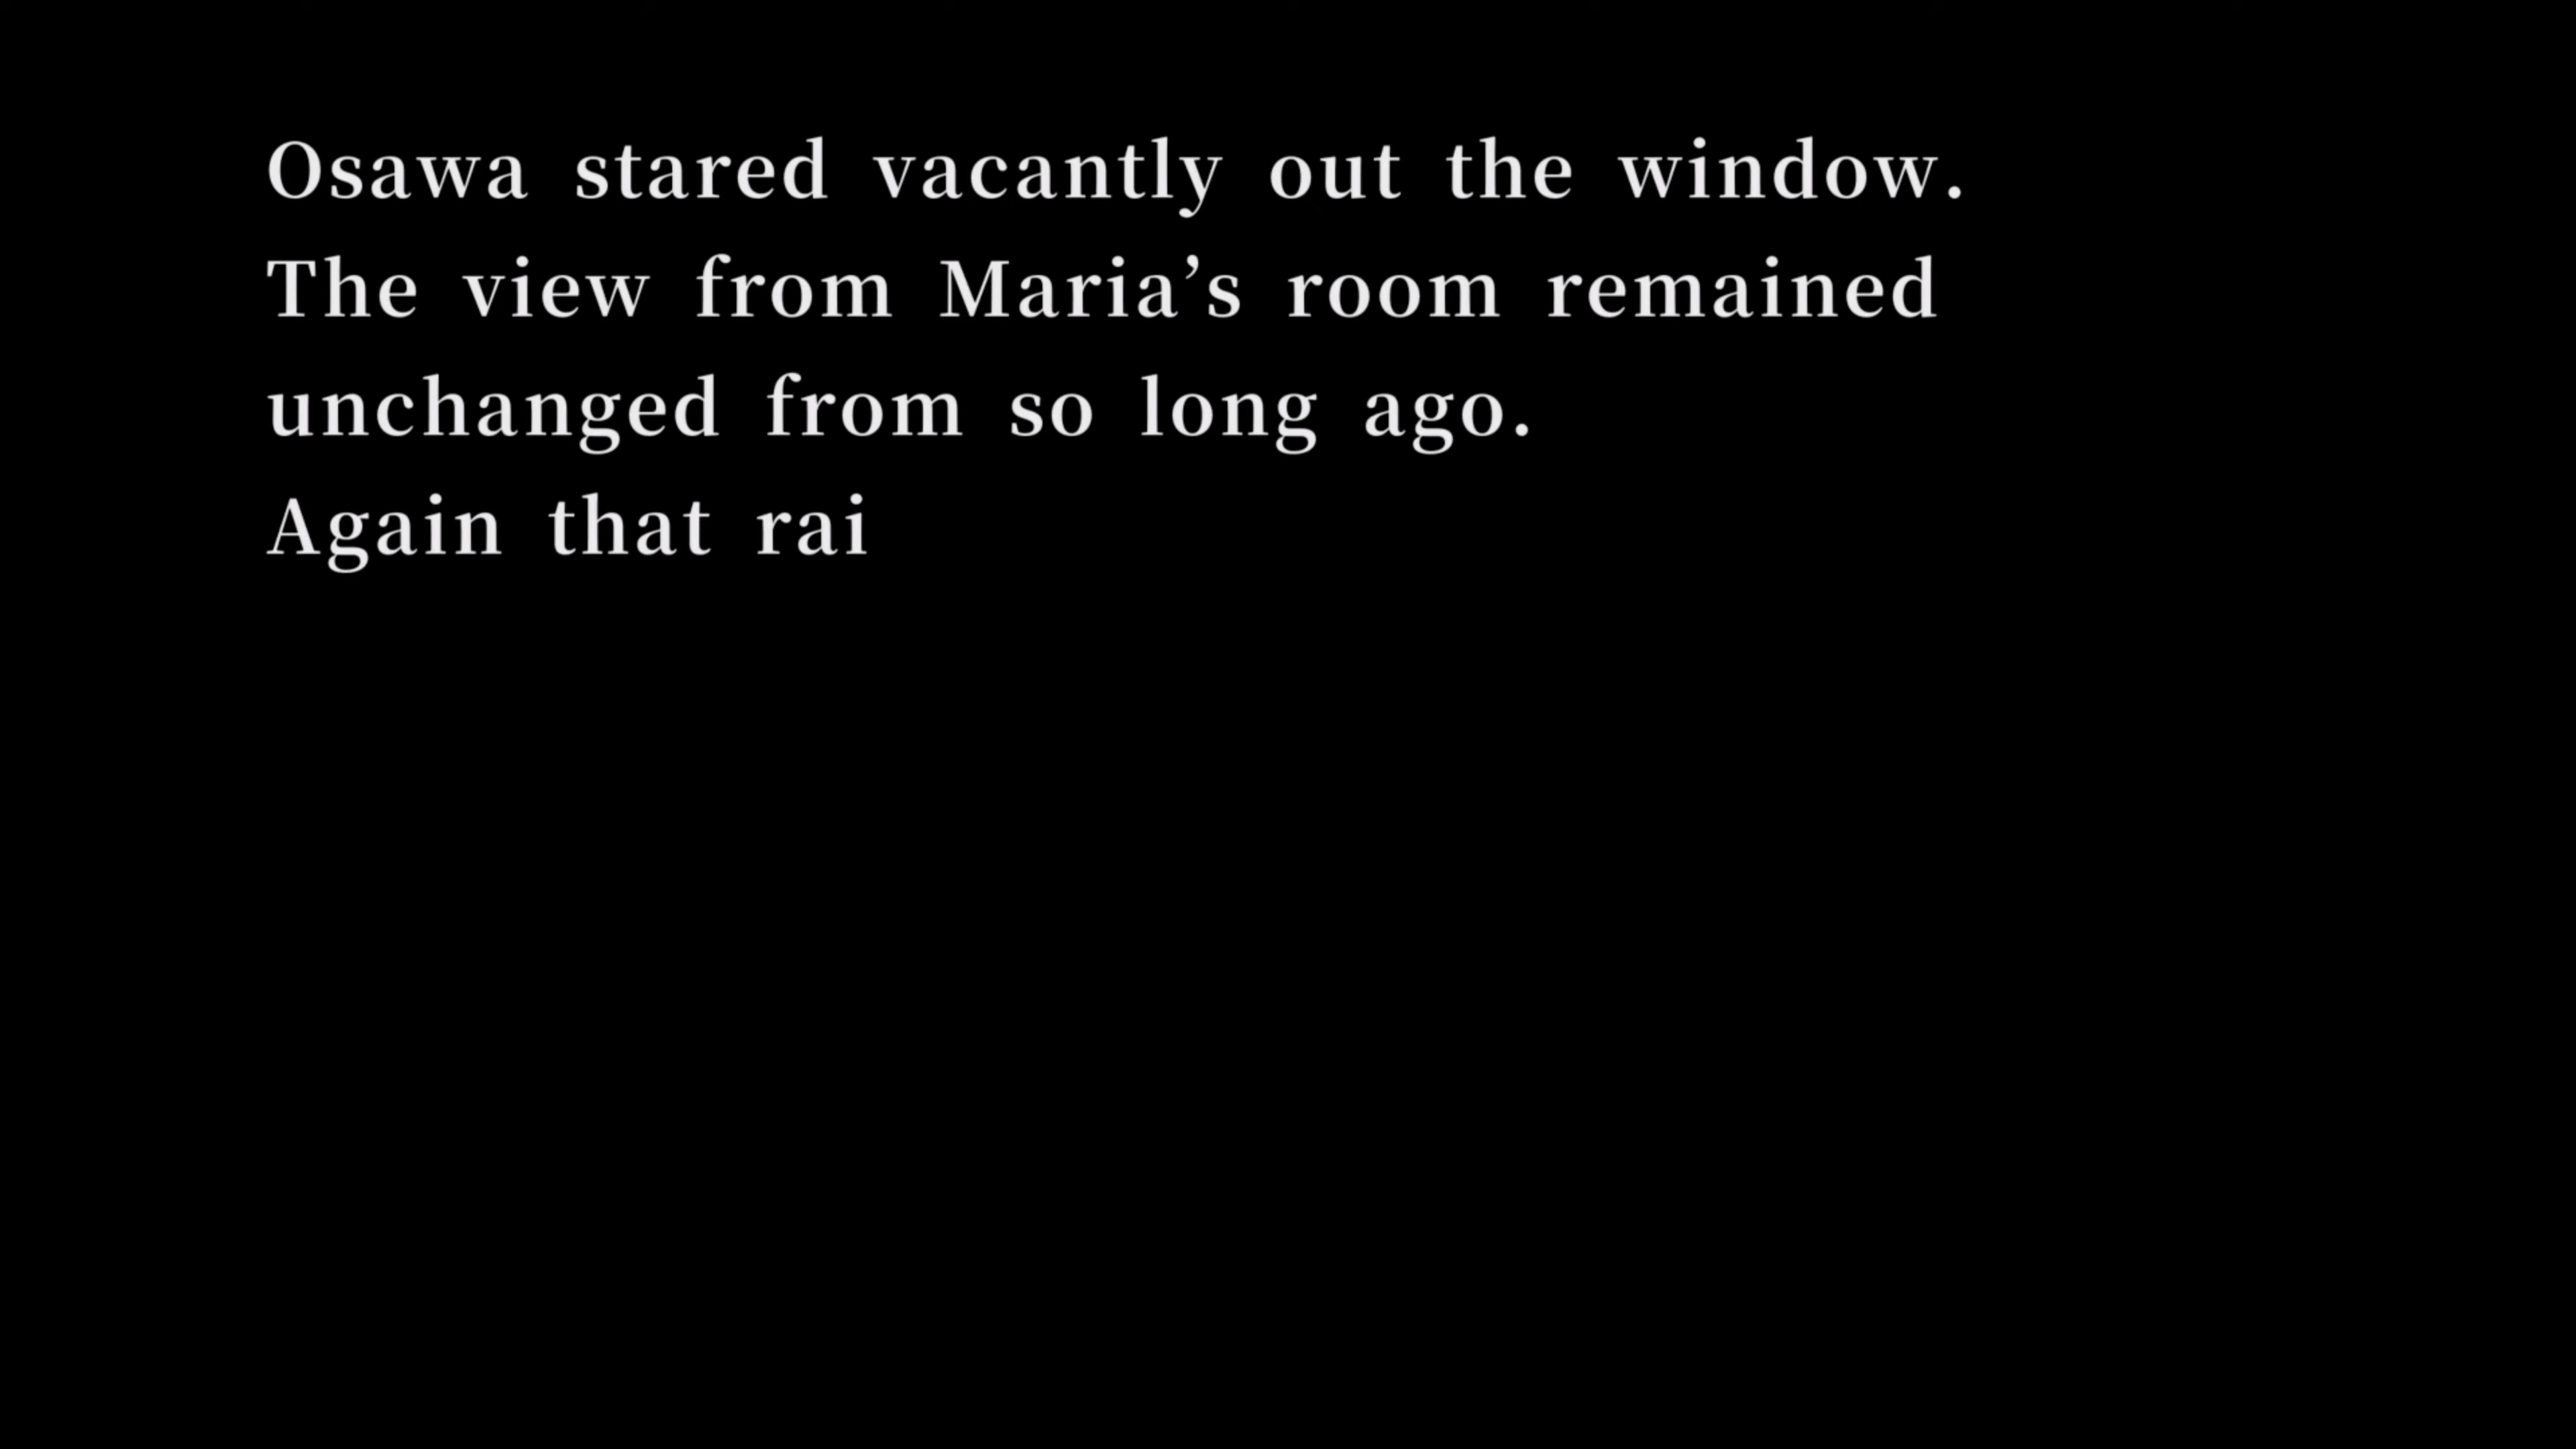 Osawa stared vacantly out the window.
The view from Maria’s room remained
unchanged from so long ago.
Again that rai